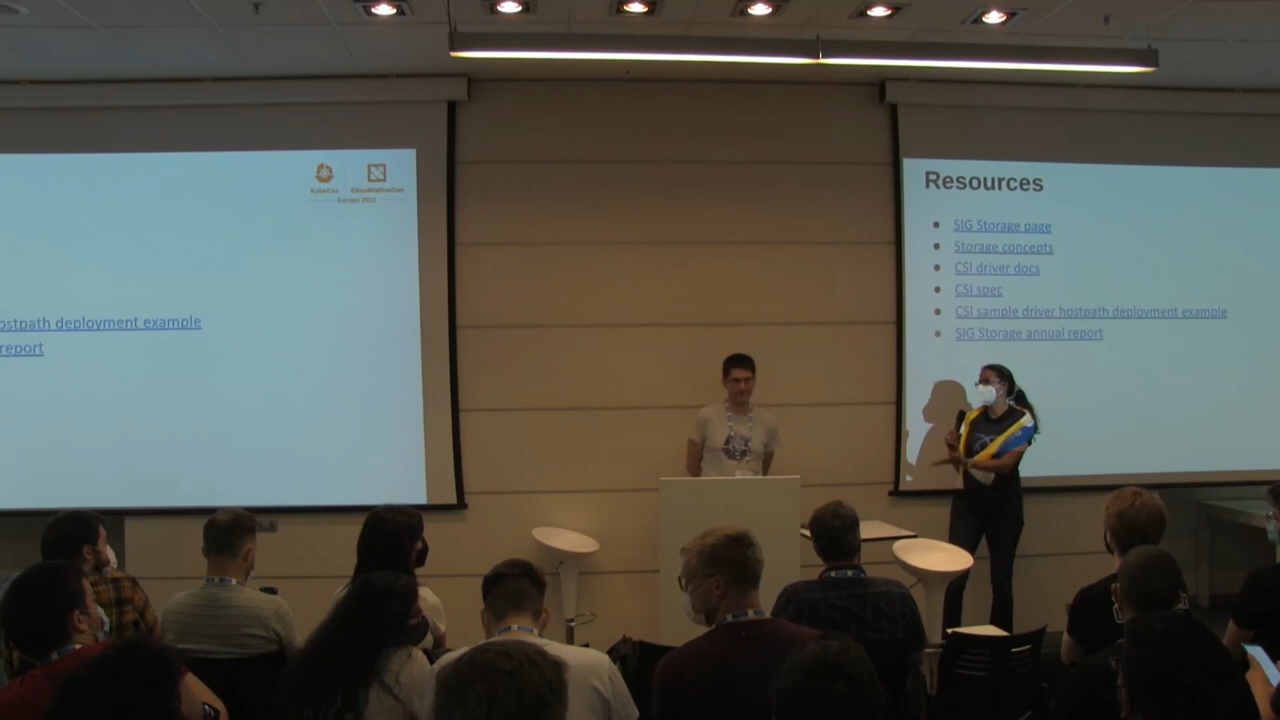 KubeCon
CloudNativeCon
Europe 2022
ostpath deployment example
report
Resources
SIG Storage page
Storage concepts
CSI driver docs
CSI spec
CSI sample driver hostpath deployment example
SIG Storage annual report